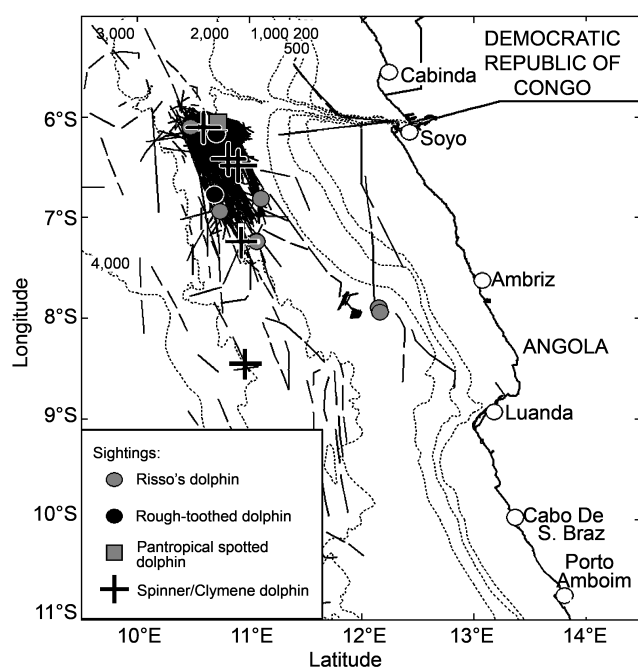 3,000
2,000
1,000
200
500
DEMOCRATIC
REPUBLIC OF
CONGO
Cabinda
6°S
Soyo
7°S
4,000
Ambriz
8°S
Longitude
ANGOLA
9°S
Luanda
Sightings:
Risso's dolphin
Rough-toothed dolphin
Pantropical spotted
dolphin
Spinner/Clymene dolphin
10°S
Cabo De
S. Braz
Porto
Amboim
11°S
10°E
11°E
12°E
13°E
14°E
Latitude